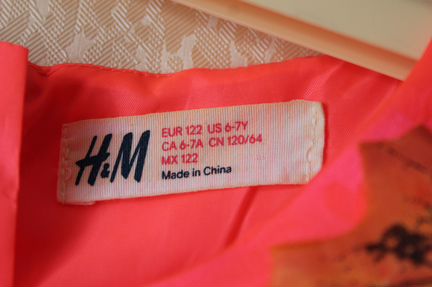 H&M
EUR 122 US 6-7Y
CA 6-7A CN 120/64
MX 122
Made in China